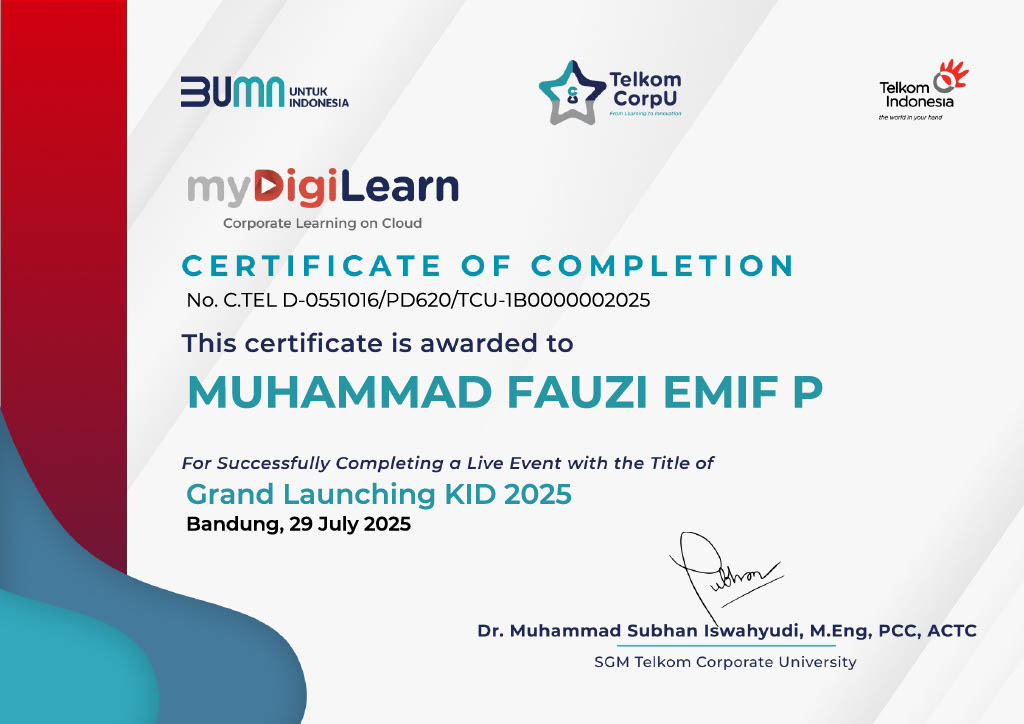 BUMN UNTUK
INDONESIA
Telkom
CorpU
From Learning to Innovation
Telkom
Indonesia
the world in your hand
myDigiLearn
Corporate Learning on Cloud
CERTIFICATE OF COMPLETION
No. C.TEL D-0551016/PD620/TCU-1B0000002025
This certificate is awarded to
MUHAMMAD FAUZI EMIF P
For Successfully Completing a Live Event with the Title of
Grand Launching KID 2025
Bandung, 29 July 2025
Subhan
Dr. Muhammad Subhan Iswahyudi, M.Eng, PCC, ACTC
SGM Telkom Corporate University